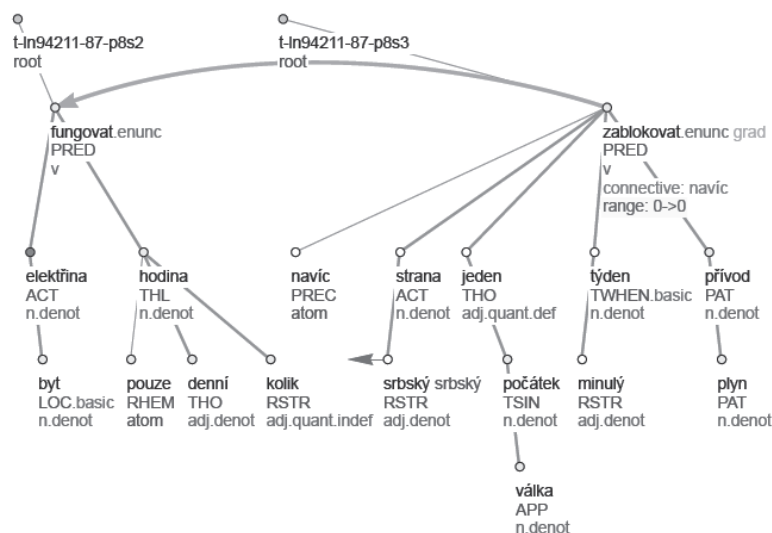 t-ln94211-87-p8s2
root
t-ln94211-87-p8s3
root
fungovat.enunc
PRED
v
zablokovat.enunc grad
PRED
v
connective: navíc
range: 0->0
elektřina
ACT
n.denot
hodina
THL
n.denot
navíc
PREC
atom
strana
ACT
n.denot
jeden
THO
adj.quant.def
týden
TWHEN.basic
n.denot
přívod
PAT
n.denot
byt
LOC.basic
n.denot
pouze
RHEM
atom
denní
THO
adj.denot
kolik
RSTR
adj.quant.indef
srbský srbský
RSTR
adj.denot
počátek
TSIN
n.denot
minulý
RSTR
adj.denot
plyn
PAT
n.denot
válka
APP
n.denot